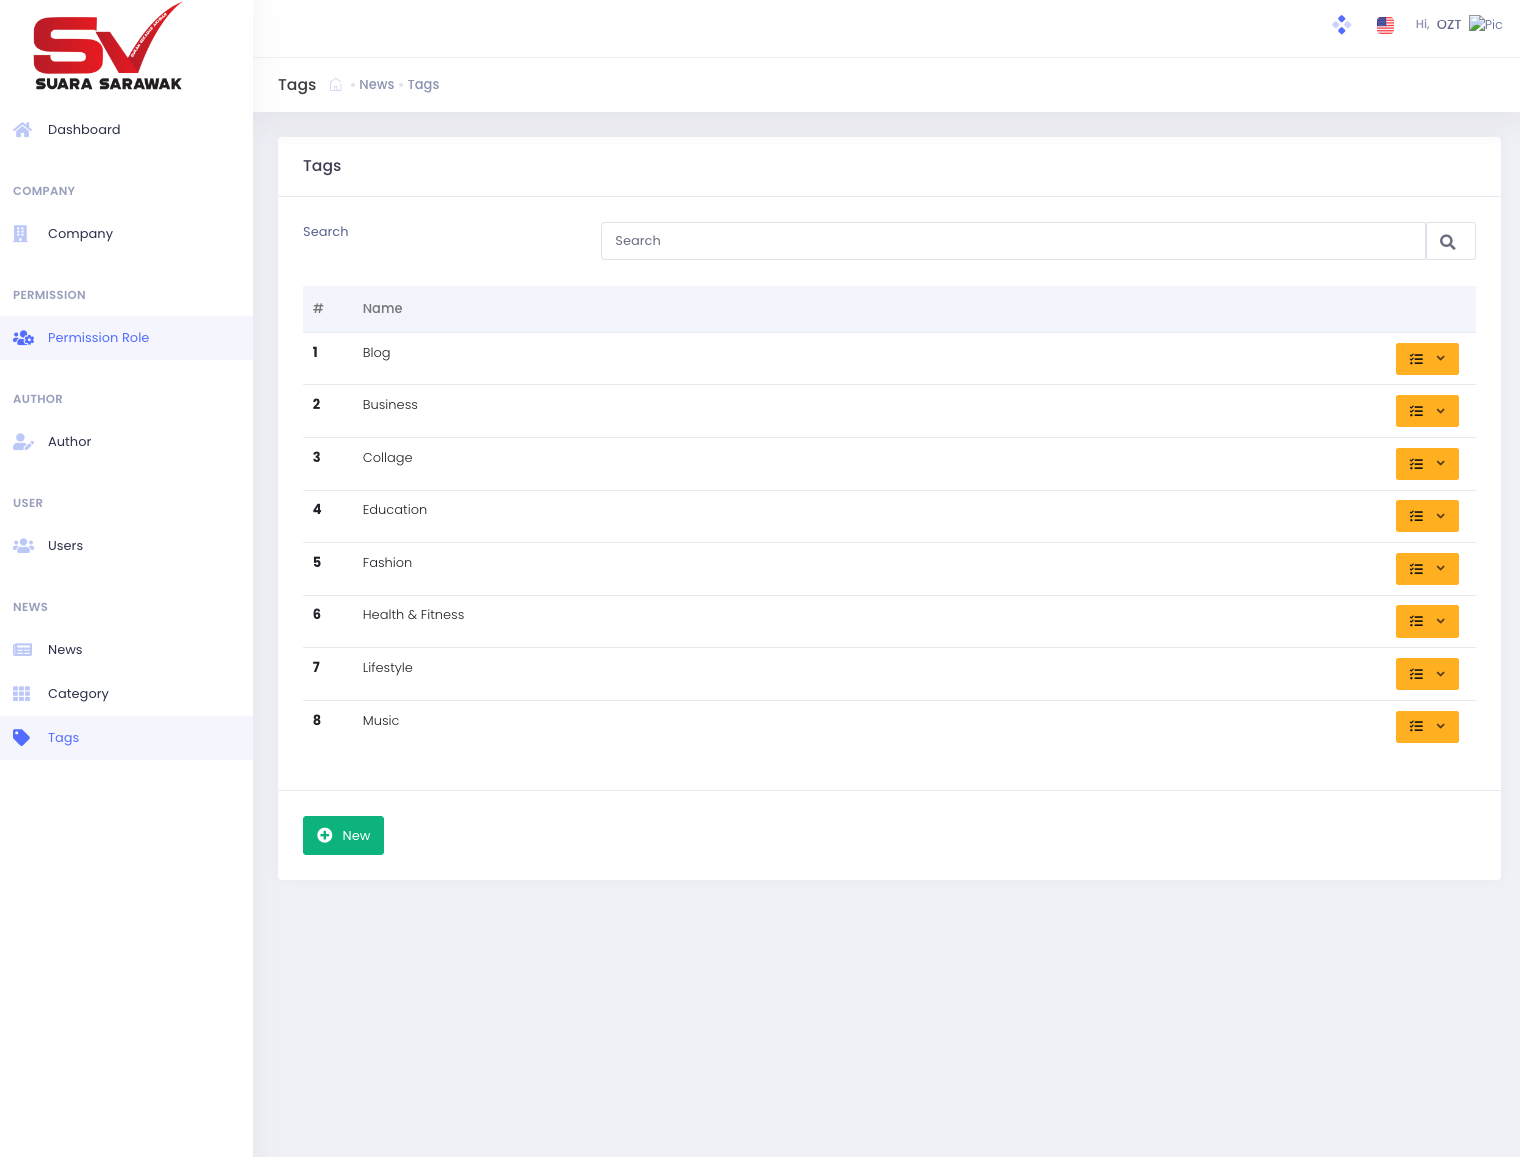 SV
SUARA SARAWAK
Hi, OZT Pic
Tags News Tags
Dashboard
COMPANY
Company
PERMISSION
Permission Role
AUTHOR
Author
USER
Users
NEWS
News
Category
Tags
Tags
Search Search
# Name
1 Blog
2 Business
3 Collage
4 Education
5 Fashion
6 Health & Fitness
7 Lifestyle
8 Music
New